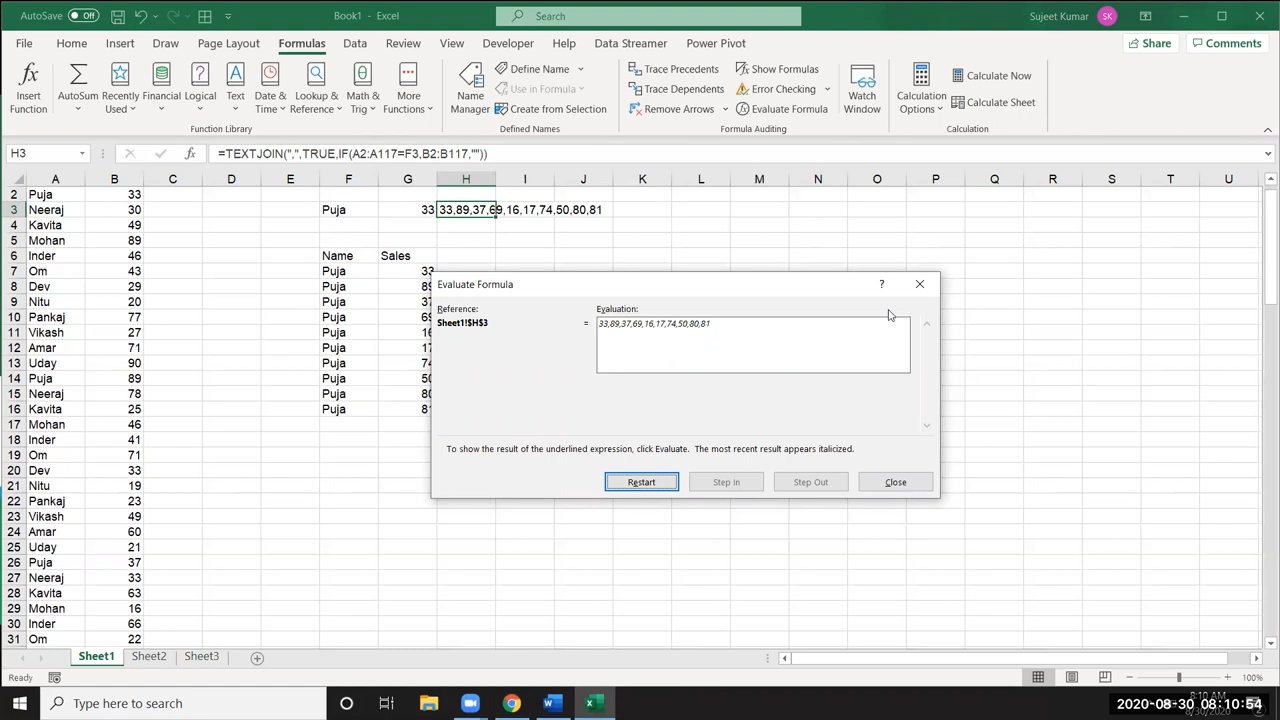 AutoSave Off Book1 - Excel Search Sujeet Kumar SK
File Home Insert Draw Page Layout Formulas Data Review View Developer Help Data Streamer Power Pivot Share Comments
Insert Function
AutoSum
Recently Used
Financial
Logical
Text
Date & Time
Lookup & Reference
Math & Trig
More Functions
Function Library
Name Manager
Define Name
Use in Formula
Create from Selection
Defined Names
Trace Precedents
Trace Dependents
Remove Arrows
Show Formulas
Error Checking
Evaluate Formula
Formula Auditing
Watch Window
Calculation Options
Calculate Now
Calculate Sheet
Calculation
H3 fx =TEXTJOIN(",",TRUE,IF(A2:A117=F3,B2:B117,""))
A B C D E F G H I J K L M N O P Q R S T U
2 Puja 33
3 Neeraj 30 Puja 33 33,89,37,69,16,17,74,50,80,81
4 Kavita 49
5 Mohan 89
6 Inder 46 Name Sales
7 Om 43 Puja 33
8 Dev 29 Puja
9 Nitu 20 Puja
10 Pankaj 77 Puja
11 Vikash 27 Puja
12 Amar 71 Puja
13 Uday 90 Puja
14 Puja 89 Puja
15 Neeraj 78 Puja
16 Kavita 25 Puja
17 Mohan 46
18 Inder 41
19 Om 71
20 Dev 33
21 Nitu 19
22 Pankaj 23
23 Vikash 49
24 Amar 60
25 Uday 21
26 Puja 37
27 Neeraj 33
28 Kavita 63
29 Mohan 16
30 Inder 66
31 Om 22
Evaluate Formula ?
Reference: Evaluation:
Sheet1!$H$3 = 33,89,37,69,16,17,74,50,80,81
To show the result of the underlined expression, click Evaluate. The most recent result appears italicized.
Restart Step In Step Out Close
Sheet1 Sheet2 Sheet3
Ready 100%
Type here to search
2020-08-30 08:10:54